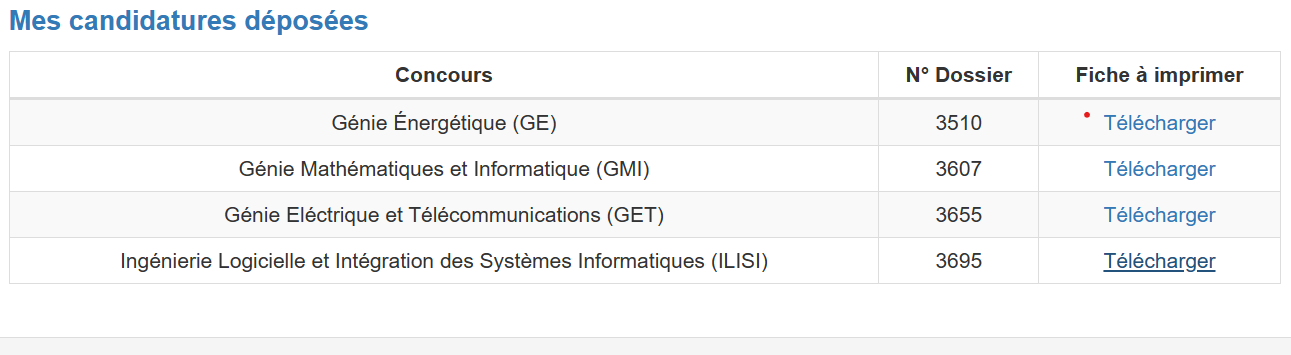 Mes candidatures déposées
Concours N° Dossier Fiche à imprimer
Génie Énergétique (GE) 3510 Télécharger
Génie Mathématiques et Informatique (GMI) 3607 Télécharger
Génie Eléctrique et Télécommunications (GET) 3655 Télécharger
Ingénierie Logicielle et Intégration des Systèmes Informatiques (ILISI) 3695 Télécharger